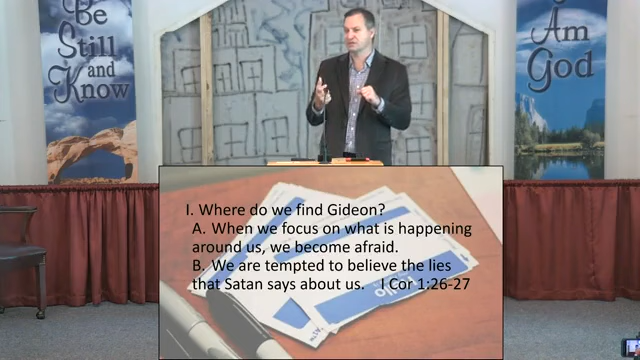 Be
Still
and
Know
I
Am
God
I. Where do we find Gideon?
A. When we focus on what is happening
around us, we become afraid.
B. We are tempted to believe the lies
that Satan says about us. I Cor 1:26-27